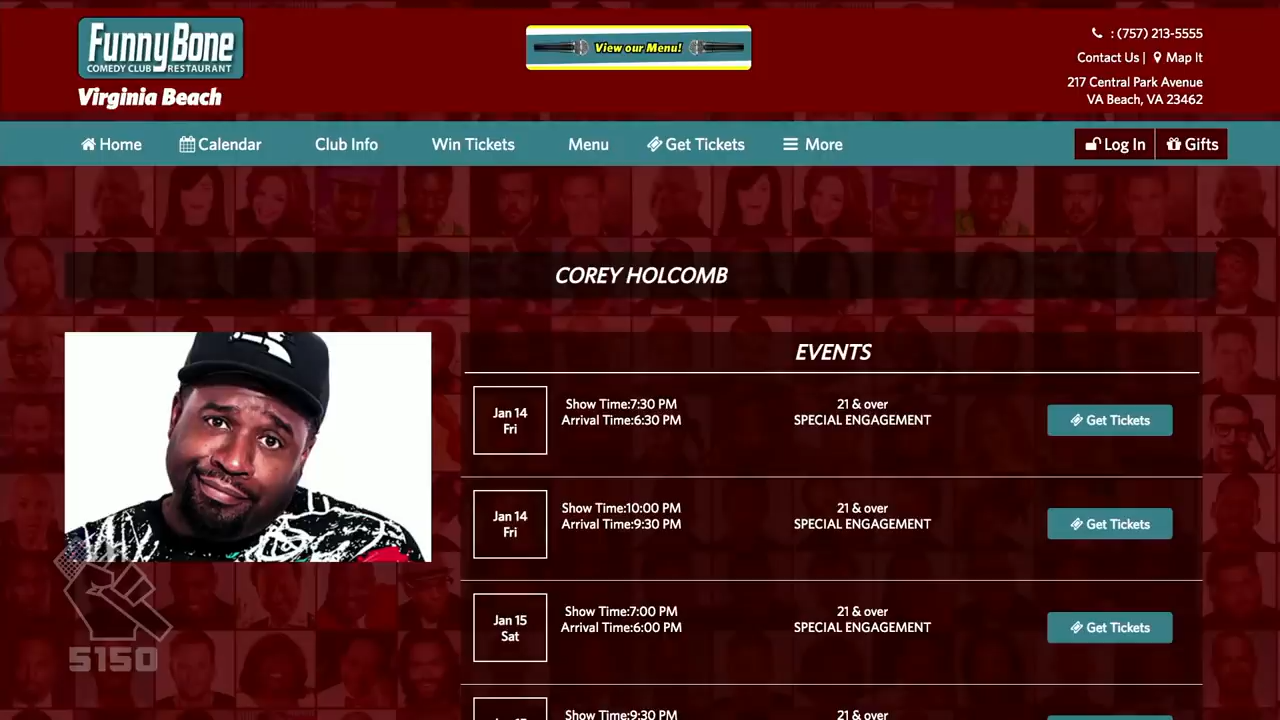 FunnyBone
COMEDY CLUB RESTAURANT
Virginia Beach
View our Menu!
: (757) 213-5555
Contact Us | Map It
217 Central Park Avenue
VA Beach, VA 23462
Home Calendar Club Info Win Tickets Menu Get Tickets More Log In Gifts
COREY HOLCOMB
EVENTS
Jan 14
Fri
Show Time:7:30 PM
Arrival Time:6:30 PM
21 & over
SPECIAL ENGAGEMENT
Get Tickets
Jan 14
Fri
Show Time:10:00 PM
Arrival Time:9:30 PM
21 & over
SPECIAL ENGAGEMENT
Get Tickets
Jan 15
Sat
Show Time:7:00 PM
Arrival Time:6:00 PM
21 & over
SPECIAL ENGAGEMENT
Get Tickets
Show Time:9:30 PM
21 & over
5150